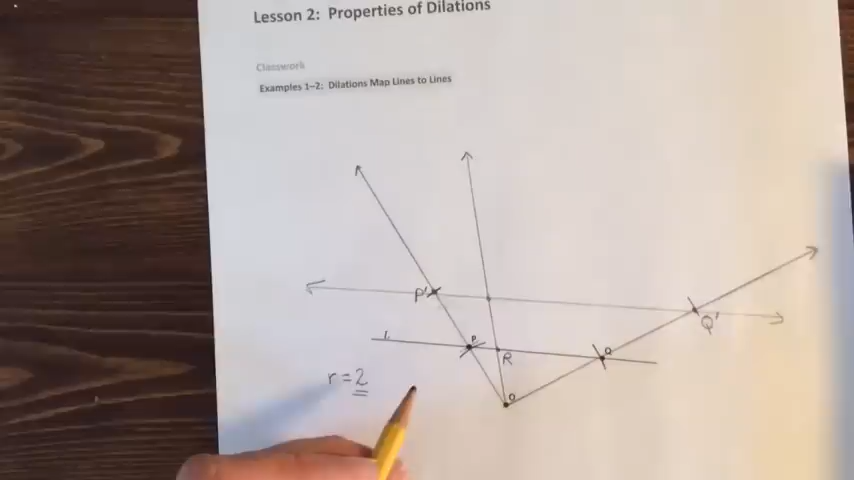 Lesson 2: Properties of Dilations
Classwork
Examples 1–2: Dilations Map Lines to Lines
P'
Q'
L
P
R
Q
r = 2
O